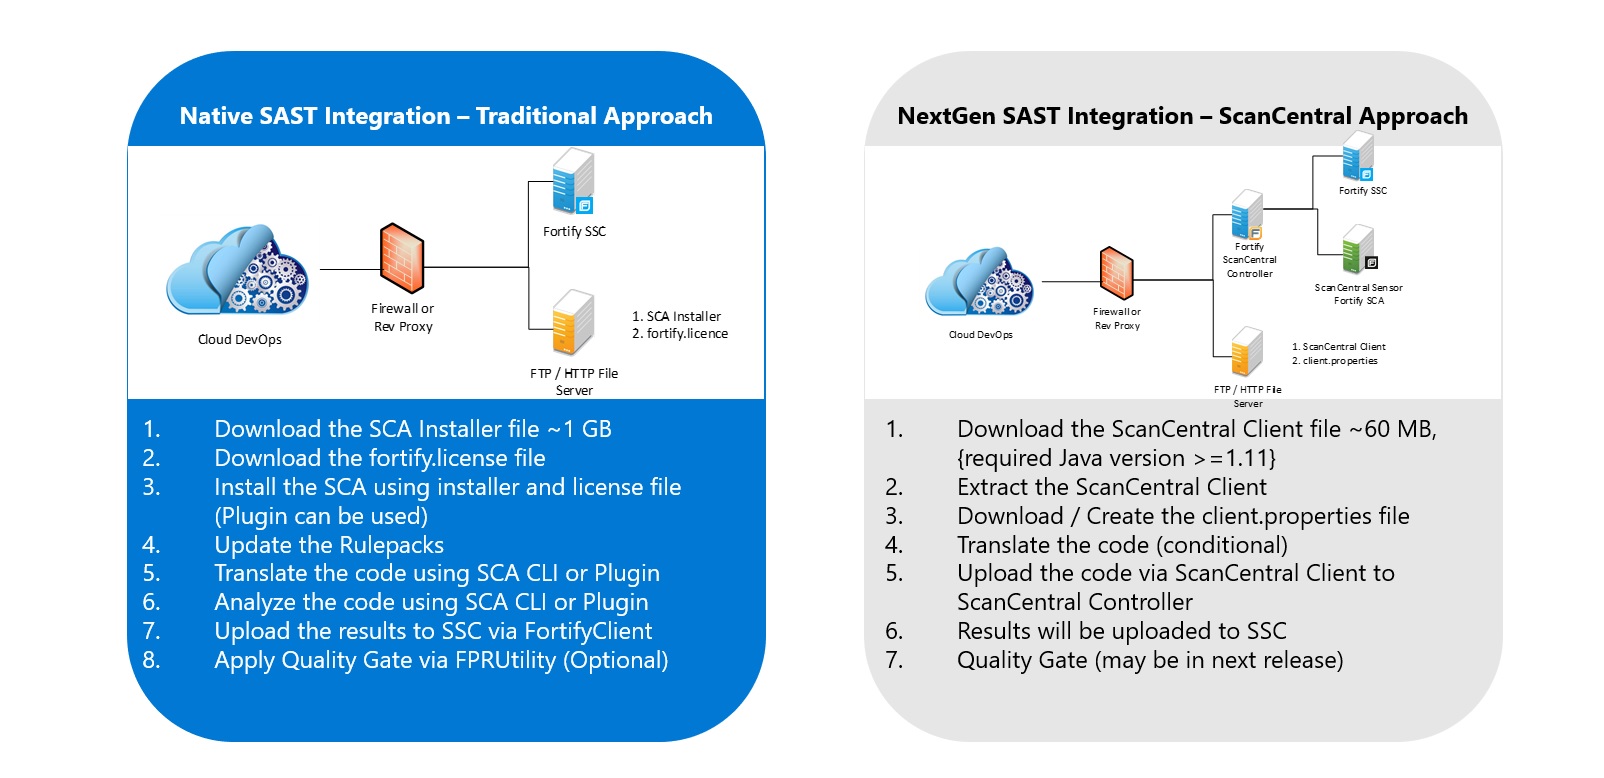 Native SAST Integration – Traditional Approach
Fortify SSC
Cloud DevOps
Firewall or
Rev Proxy
1. SCA Installer
2. fortify.licence
FTP / HTTP File
Server
1. Download the SCA Installer file ~1 GB
2. Download the fortify.license file
3. Install the SCA using installer and license file
(Plugin can be used)
4. Update the Rulepacks
5. Translate the code using SCA CLI or Plugin
6. Analyze the code using SCA CLI or Plugin
7. Upload the results to SSC via FortifyClient
8. Apply Quality Gate via FPRUtility (Optional)
NextGen SAST Integration – ScanCentral Approach
Fortify SSC
Fortify
ScanCentral
Controller
ScanCentral Sensor
Fortify SCA
Cloud DevOps
Firewall or
Rev Proxy
1. ScanCentral Client
2. client.properties
FTP / HTTP File
Server
1. Download the ScanCentral Client file ~60 MB,
{required Java version >=1.11}
2. Extract the ScanCentral Client
3. Download / Create the client.properties file
4. Translate the code (conditional)
5. Upload the code via ScanCentral Client to
ScanCentral Controller
6. Results will be uploaded to SSC
7. Quality Gate (may be in next release)